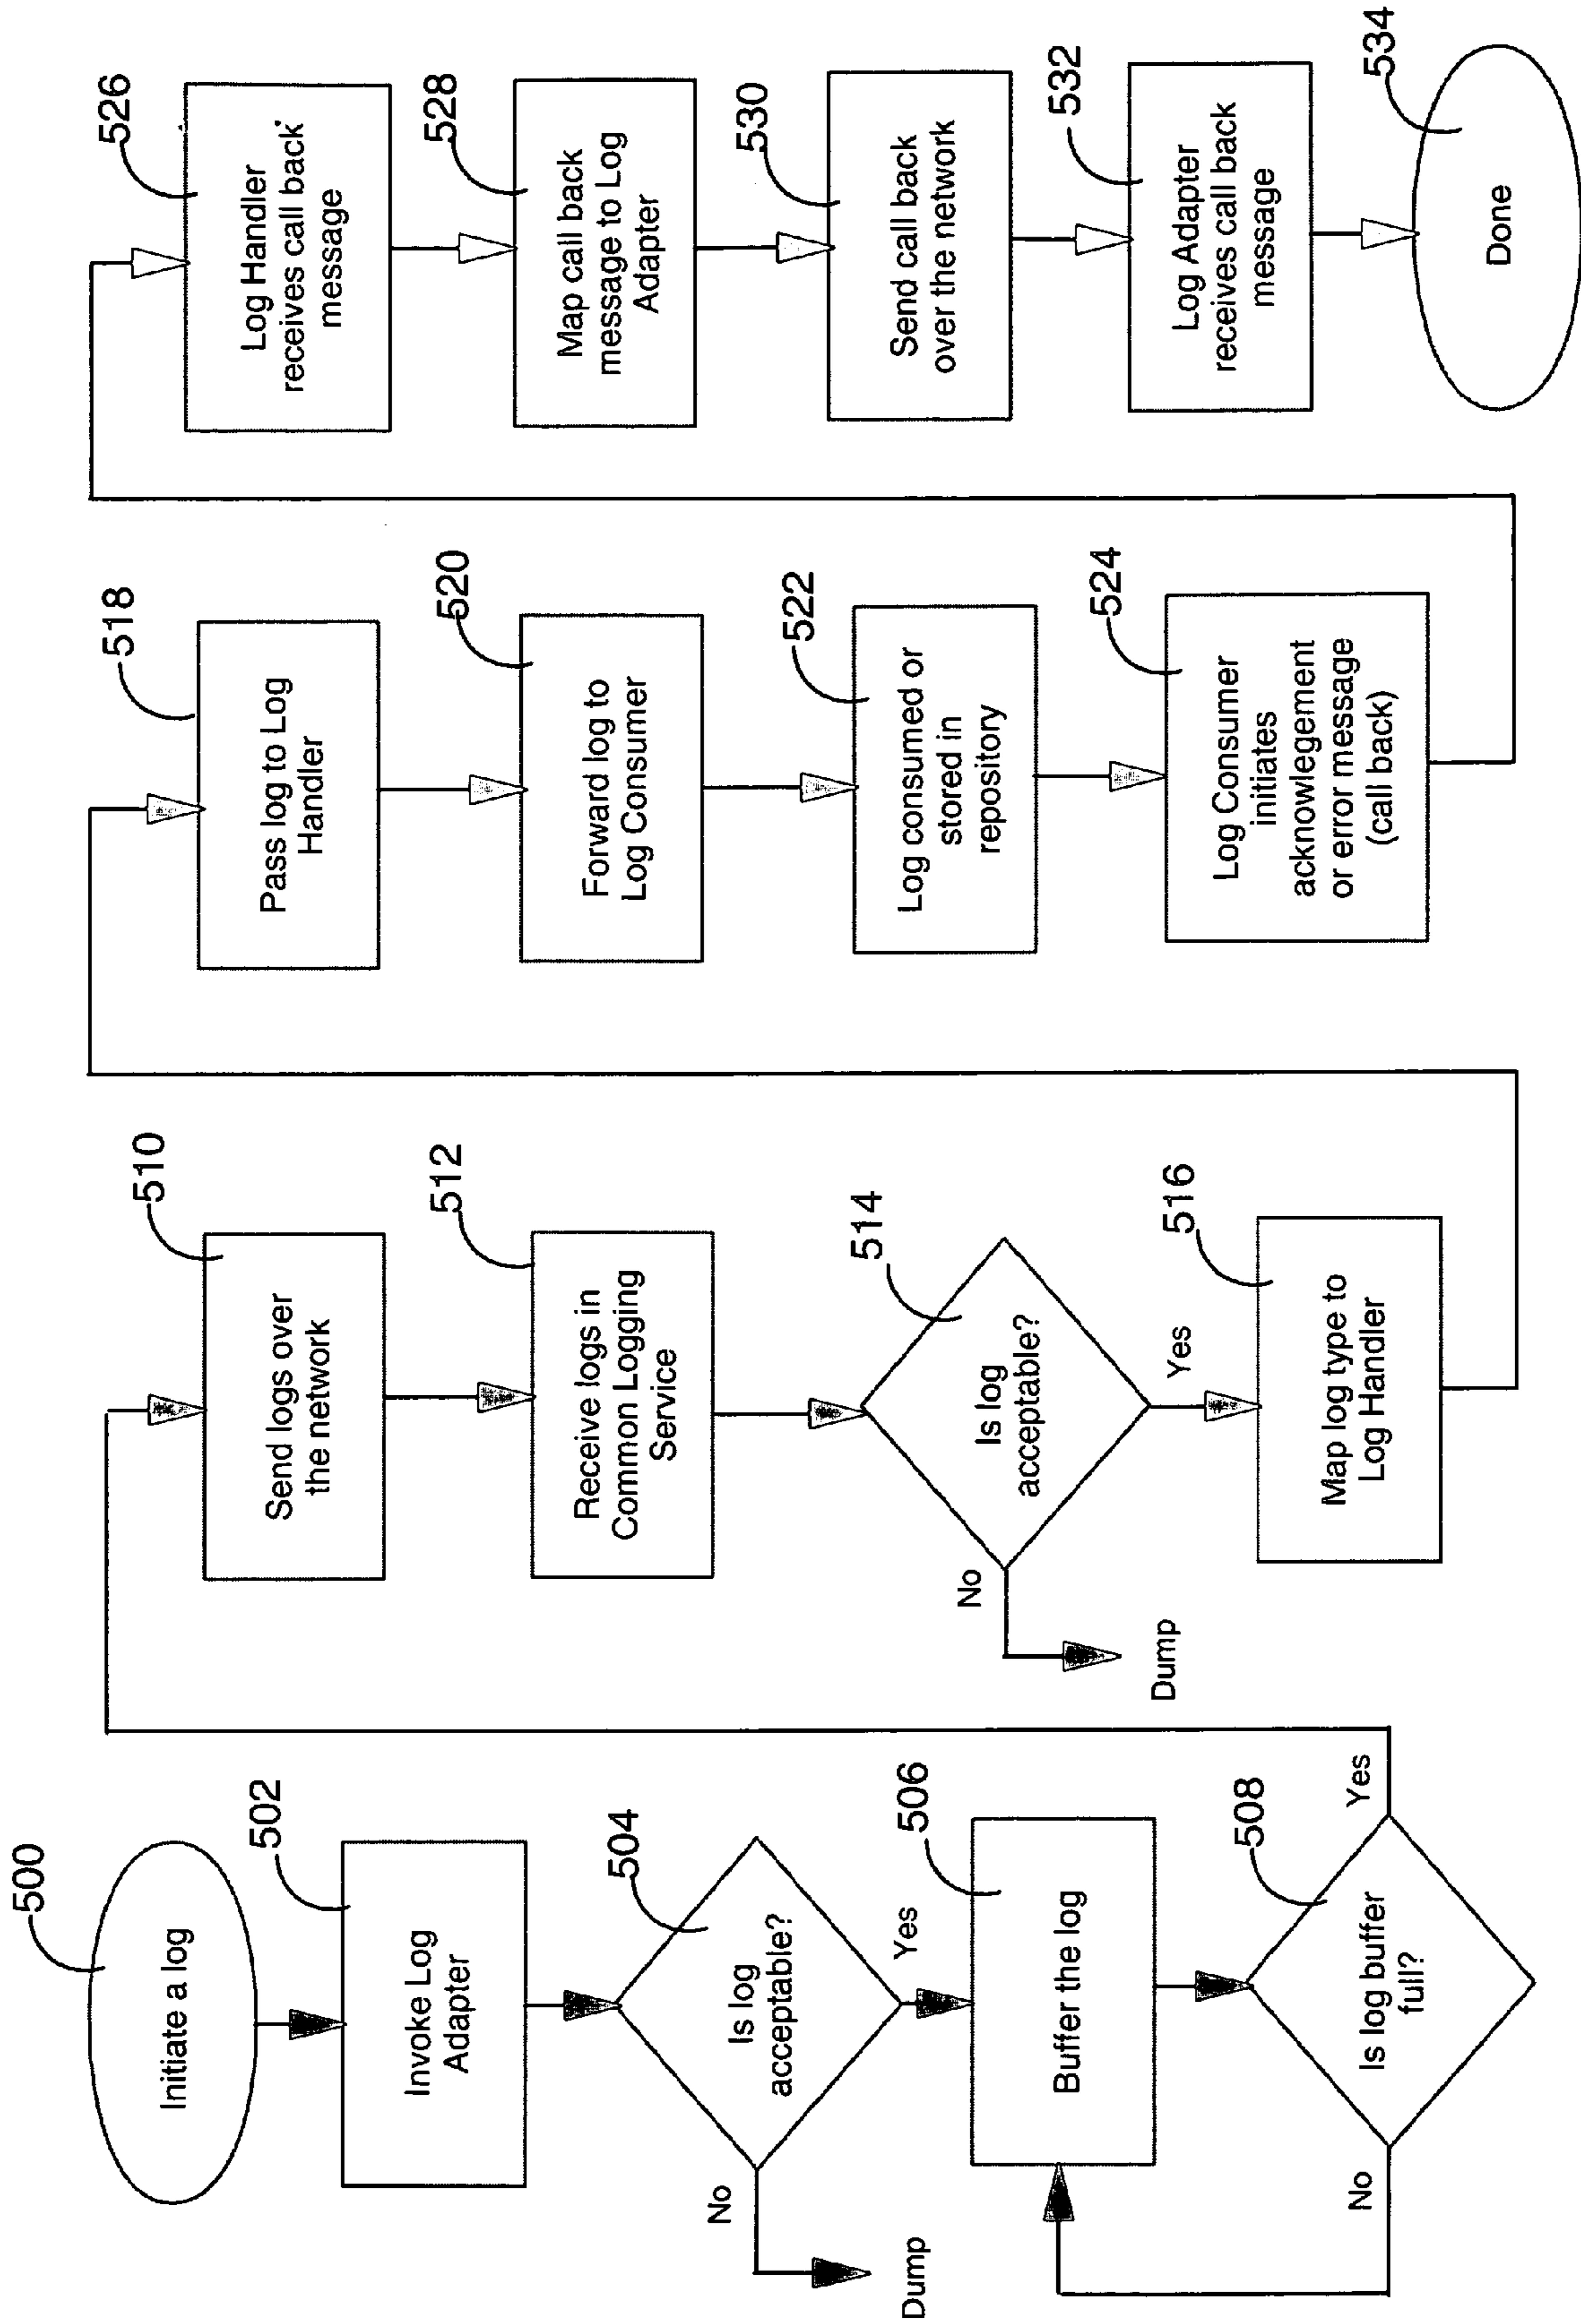 500
Initiate a log
502
Invoke Log
Adapter
504
Is log
acceptable?
No
Dump
Yes
506
Buffer the log
508
Is log buffer
full?
No
Yes
510
Send logs over
the network
512
Receive logs in
Common Logging
Service
514
Is log
acceptable?
No
Dump
Yes
516
Map log type to
Log Handler
518
Pass log to Log
Handler
520
Forward log to
Log Consumer
522
Log consumed or
stored in
repository
524
Log Consumer
initiates
acknowlegement
or error message
(call back)
526
Log Handler
receives call back
message
528
Map call back
message to Log
Adapter
530
Send call back
over the network
532
Log Adapter
receives call back
message
534
Done